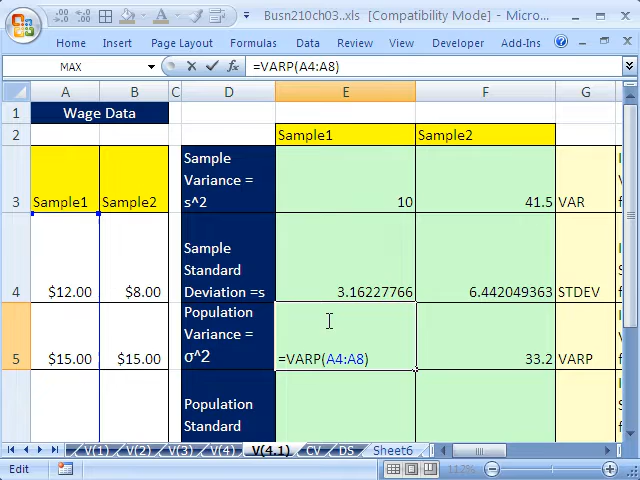 Busn210ch03..xls [Compatibility Mode] - Micro...
Home Insert Page Layout Formulas Data Review View Developer Add-Ins
MAX =VARP(A4:A8)
A B C D E F G
1 Wage Data
2 Sample1 Sample2
Sample
Variance =
3 Sample1 Sample2 s^2 10 41.5 VAR
Sample
Standard
4 $12.00 $8.00 Deviation =s 3.16227766 6.442049363 STDEV
Population
Variance =
5 $15.00 $15.00 σ^2 =VARP(A4:A8) 33.2 VARP
Population
Standard
V(1) V(2) V(3) V(4) V(4.1) CV DS Sheet6
Edit 112%